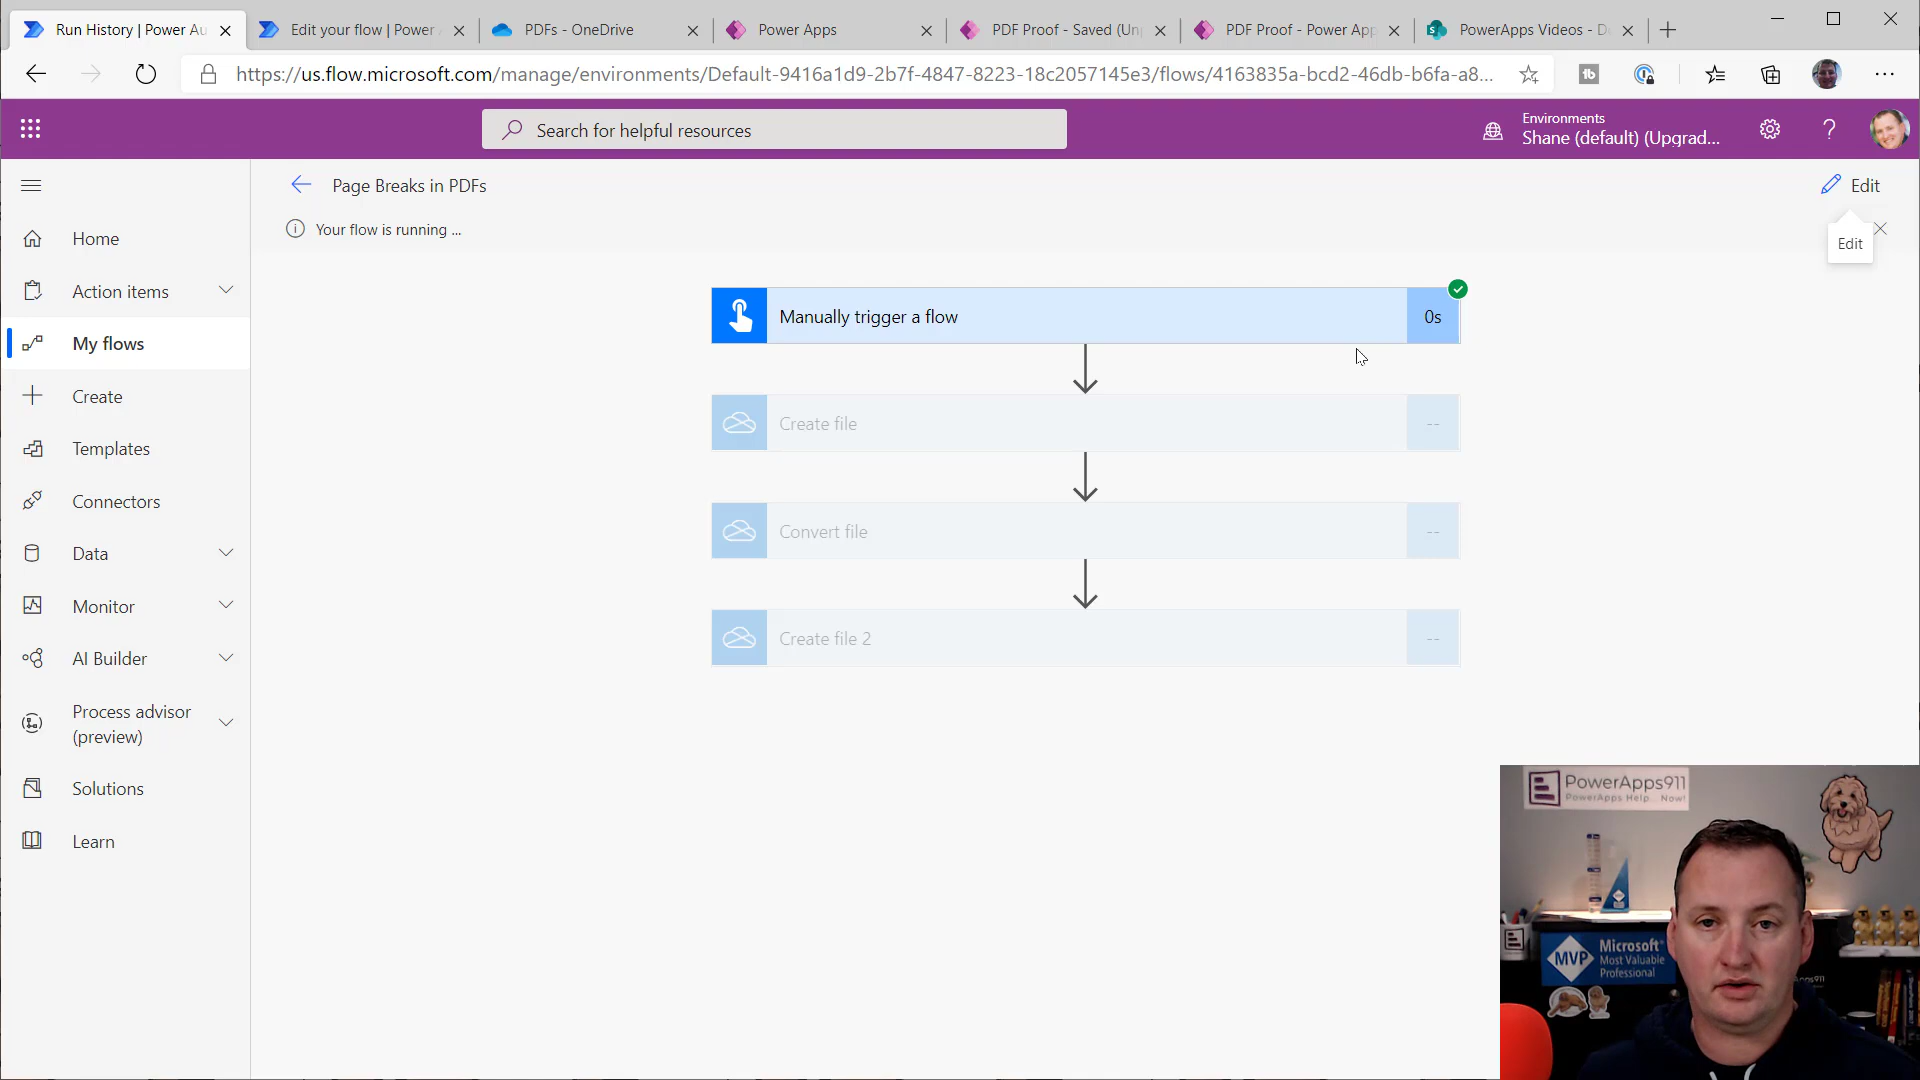 Run History | Power Au
Edit your flow | Power A
PDFs - OneDrive
Power Apps
PDF Proof - Saved (Unp
PDF Proof - Power App
PowerApps Videos - D
https://us.flow.microsoft.com/manage/environments/Default-9416a1d9-2b7f-4847-8223-18c2057145e3/flows/4163835a-bcd2-46db-b6fa-a8...
tb
Search for helpful resources
Environments
Shane (default) (Upgrad...
Page Breaks in PDFs
Edit
Your flow is running ...
Edit
Home
Action items
My flows
Create
Templates
Connectors
Data
Monitor
AI Builder
Process advisor
(preview)
Solutions
Learn
Manually trigger a flow
0s
Create file
--
Convert file
--
Create file 2
--
PowerApps911
PowerApps Help... Now!
MVP
Microsoft®
Most Valuable
Professional